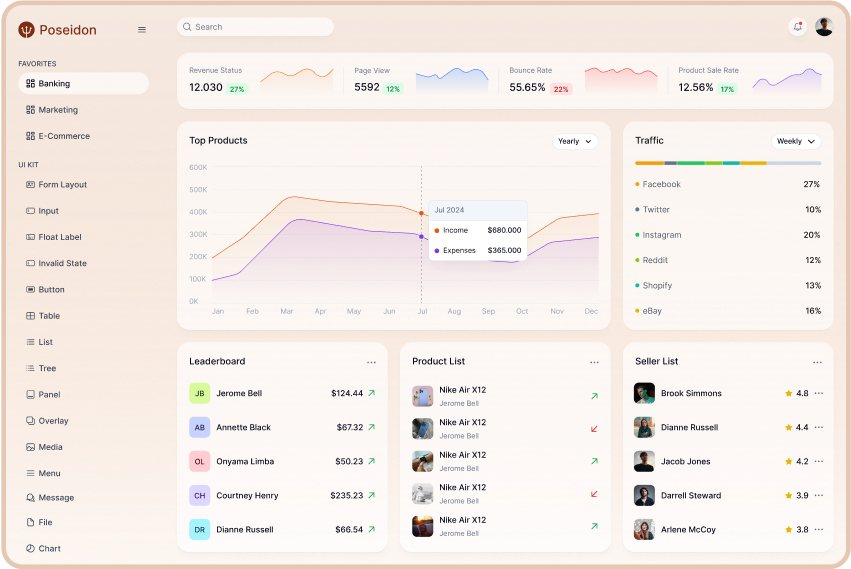 Poseidon
Search
FAVORITES
Banking
Marketing
E-Commerce
UI KIT
Form Layout
Input
Float Label
Invalid State
Button
Table
List
Tree
Panel
Overlay
Media
Menu
Message
File
Chart
Revenue Status
12.030 27%
Page View
5592 12%
Bounce Rate
55.65% 22%
Product Sale Rate
12.56% 17%
Top Products
Yearly
600K
500K
400K
300K
200K
100K
0K
Jan Feb Mar Apr May Jun Jul Aug Sep Oct Nov Dec
Jul 2024
Income $680.000
Expenses $365.000
Traffic
Weekly
Facebook 27%
Twitter 10%
Instagram 20%
Reddit 12%
Shopify 13%
eBay 16%
Leaderboard
JB Jerome Bell $124.44
AB Annette Black $67.32
OL Onyama Limba $50.23
CH Courtney Henry $235.23
DR Dianne Russell $66.54
Product List
Nike Air X12
Jerome Bell
Nike Air X12
Jerome Bell
Nike Air X12
Jerome Bell
Nike Air X12
Jerome Bell
Nike Air X12
Jerome Bell
Seller List
Brook Simmons 4.8
Dianne Russell 4.4
Jacob Jones 4.2
Darrell Steward 3.9
Arlene McCoy 3.8